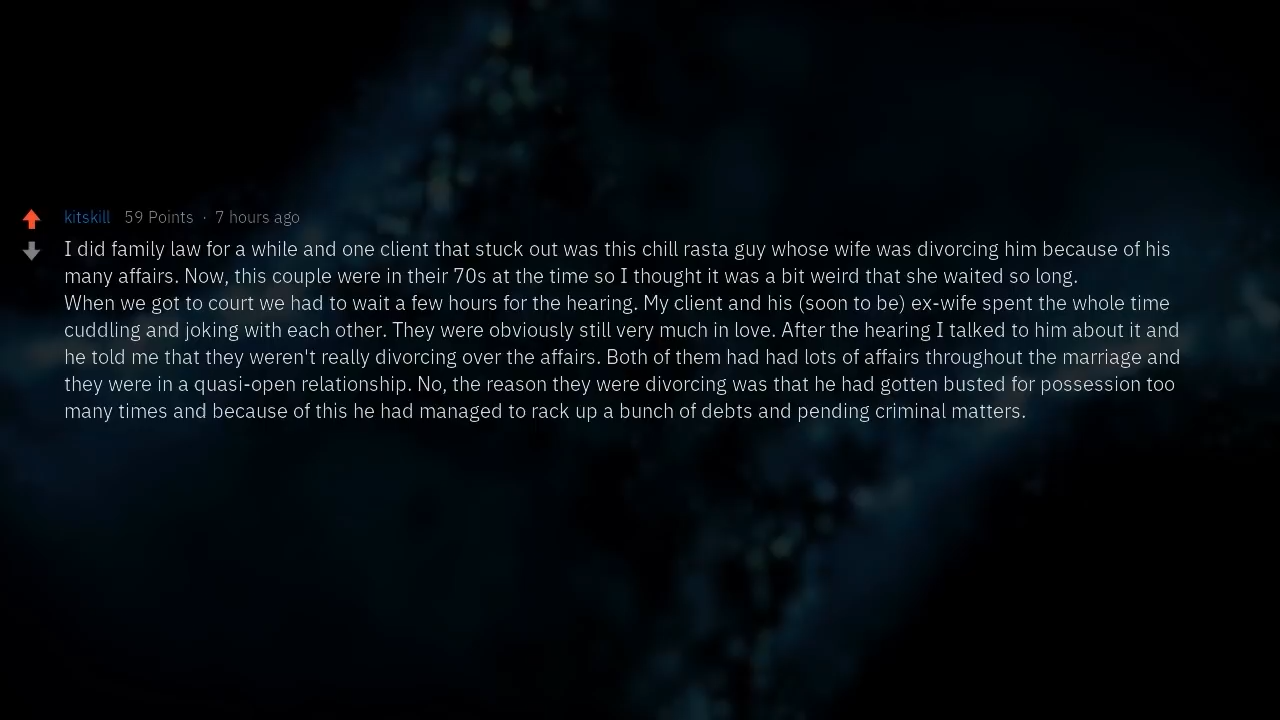 kitskill 59 Points · 7 hours ago
I did family law for a while and one client that stuck out was this chill rasta guy whose wife was divorcing him because of his
many affairs. Now, this couple were in their 70s at the time so I thought it was a bit weird that she waited so long.
When we got to court we had to wait a few hours for the hearing. My client and his (soon to be) ex-wife spent the whole time
cuddling and joking with each other. They were obviously still very much in love. After the hearing I talked to him about it and
he told me that they weren't really divorcing over the affairs. Both of them had had lots of affairs throughout the marriage and
they were in a quasi-open relationship. No, the reason they were divorcing was that he had gotten busted for possession too
many times and because of this he had managed to rack up a bunch of debts and pending criminal matters.